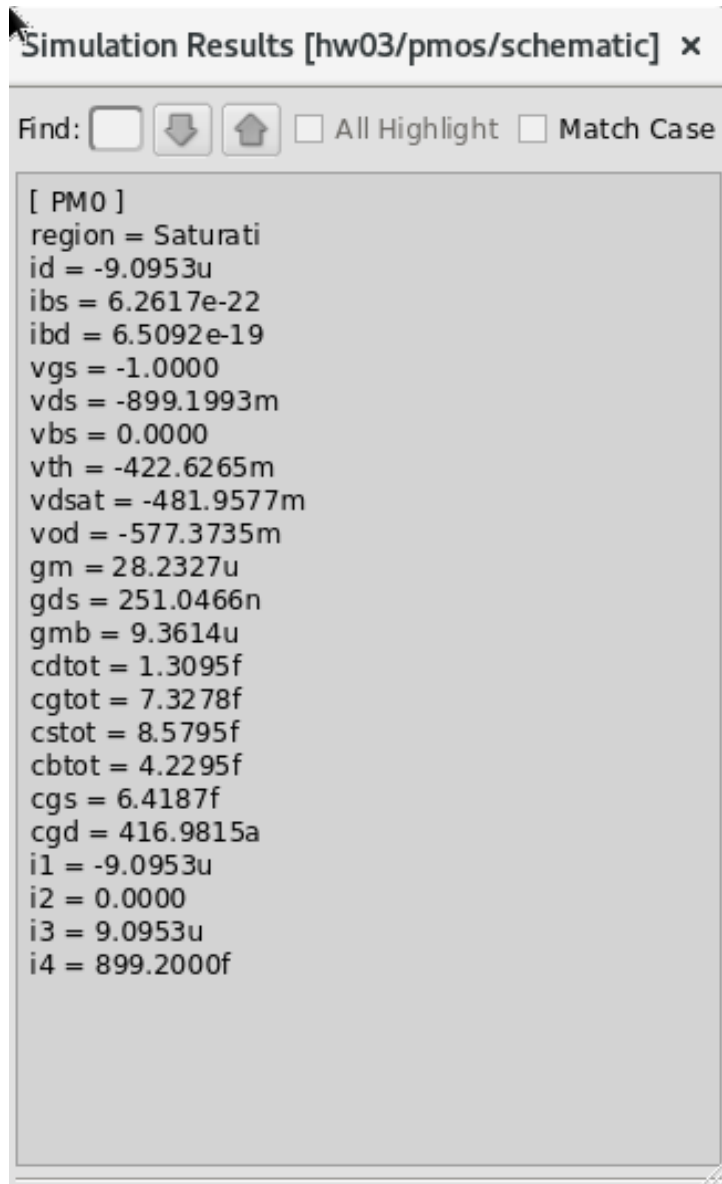 Simulation Results [hw03/pmos/schematic] ×
Find: All Highlight Match Case
[ PM0 ]
region = Saturati
id = -9.0953u
ibs = 6.2617e-22
ibd = 6.5092e-19
vgs = -1.0000
vds = -899.1993m
vbs = 0.0000
vth = -422.6265m
vdsat = -481.9577m
vod = -577.3735m
gm = 28.2327u
gds = 251.0466n
gmb = 9.3614u
cdtot = 1.3095f
cgtot = 7.3278f
cstot = 8.5795f
cbtot = 4.2295f
cgs = 6.4187f
cgd = 416.9815a
i1 = -9.0953u
i2 = 0.0000
i3 = 9.0953u
i4 = 899.2000f